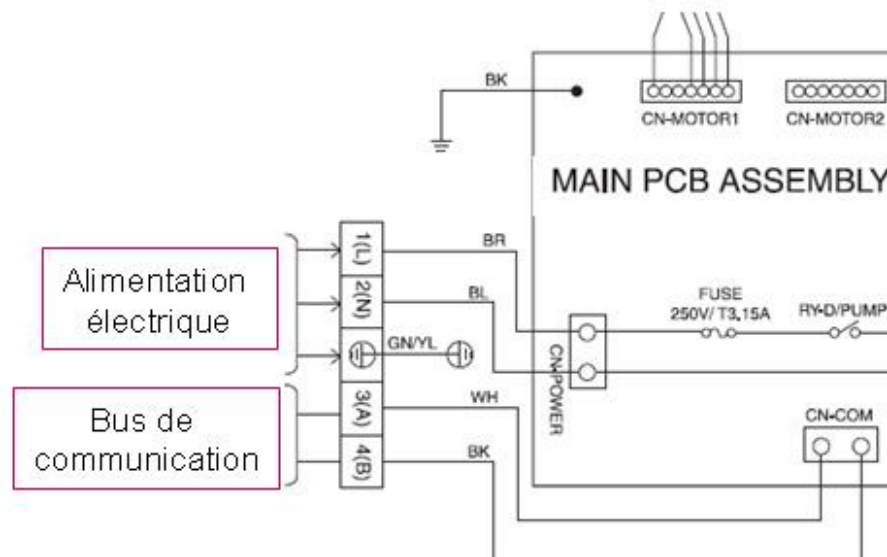 BK
CN-MOTOR1
CN-MOTOR2
MAIN PCB ASSEMBLY
Alimentation
électrique
1(L)
BR
2(N)
BL
GN/YL
FUSE
250V/ T3.15A
RY-D/PUMP
CN-POWER
Bus de
communication
3(A)
WH
4(B)
BK
CN-COM